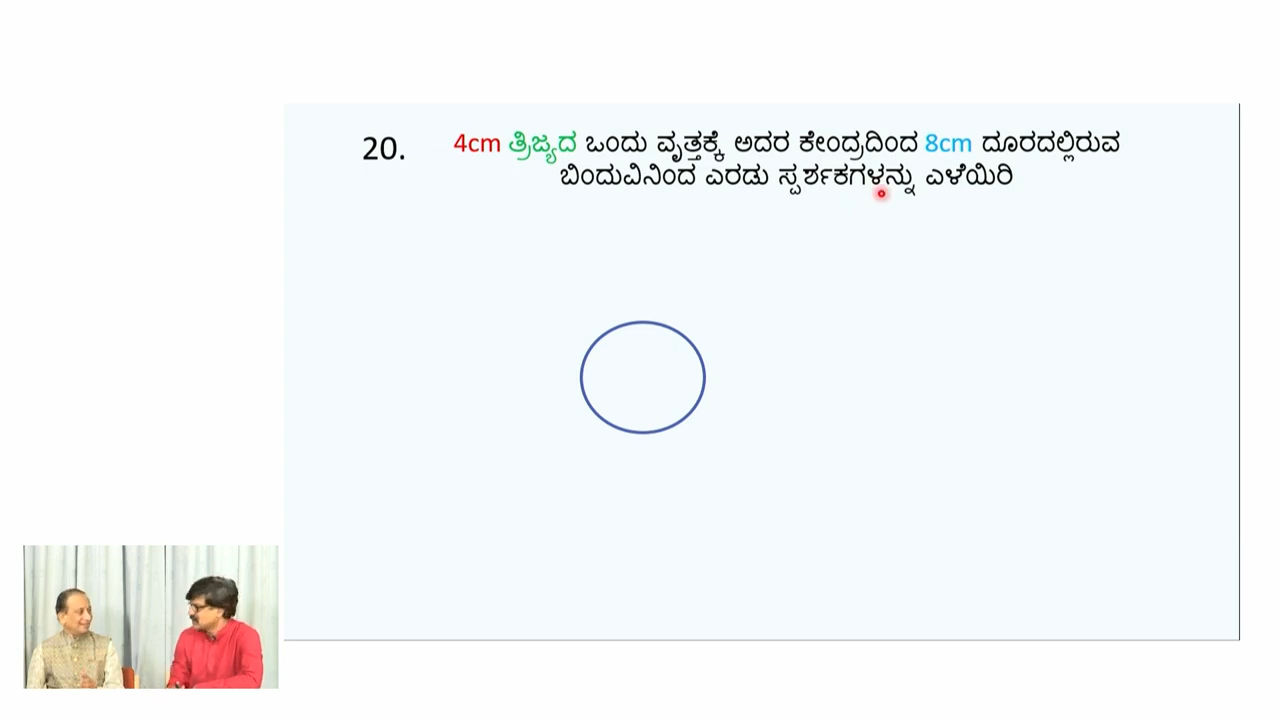 20. 4cm ತ್ರಿಜ್ಯದ ಒಂದು ವೃತ್ತಕ್ಕೆ ಅದರ ಕೇಂದ್ರದಿಂದ 8cm ದೂರದಲ್ಲಿರುವ
ಬಿಂದುವಿನಿಂದ ಎರಡು ಸ್ಪರ್ಶಕಗಳನ್ನು ಎಳೆಯಿರಿ